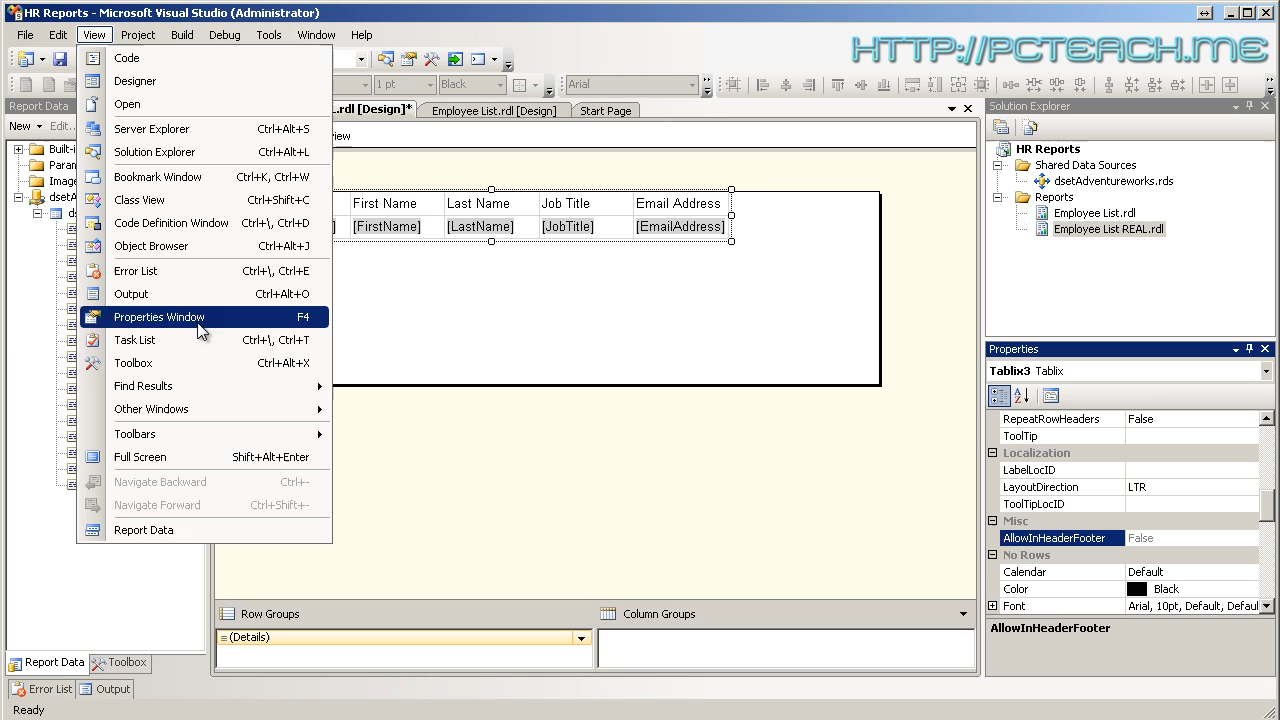 HR Reports - Microsoft Visual Studio (Administrator)
File Edit View Project Build Debug Tools Window Help
HTTP://PCTEACH.ME
1 pt Black Arial
Report Data
.rdl [Design]* Employee List.rdl [Design] Start Page
New Edit...
view
Built-i
Param
Image
dsetA
ds
Code
Designer
Open
Server Explorer Ctrl+Alt+S
Solution Explorer Ctrl+Alt+L
Bookmark Window Ctrl+K, Ctrl+W
Class View Ctrl+Shift+C
Code Definition Window Ctrl+\, Ctrl+D
Object Browser Ctrl+Alt+J
Error List Ctrl+\, Ctrl+E
Output Ctrl+Alt+O
Properties Window F4
Task List Ctrl+\, Ctrl+T
Toolbox Ctrl+Alt+X
Find Results
Other Windows
Toolbars
Full Screen Shift+Alt+Enter
Navigate Backward Ctrl+-
Navigate Forward Ctrl+Shift+-
Report Data
First Name Last Name Job Title Email Address
[FirstName] [LastName] [JobTitle] [EmailAddress]
Row Groups Column Groups
(Details)
Solution Explorer
HR Reports
Shared Data Sources
dsetAdventureworks.rds
Reports
Employee List.rdl
Employee List REAL.rdl
Properties
Tablix3 Tablix
RepeatRowHeaders False
ToolTip
Localization
LabelLocID
LayoutDirection LTR
ToolTipLocID
Misc
AllowInHeaderFooter False
No Rows
Calendar Default
Color Black
Font Arial, 10pt, Default, Defaul
AllowInHeaderFooter
Report Data Toolbox
Error List Output
Ready